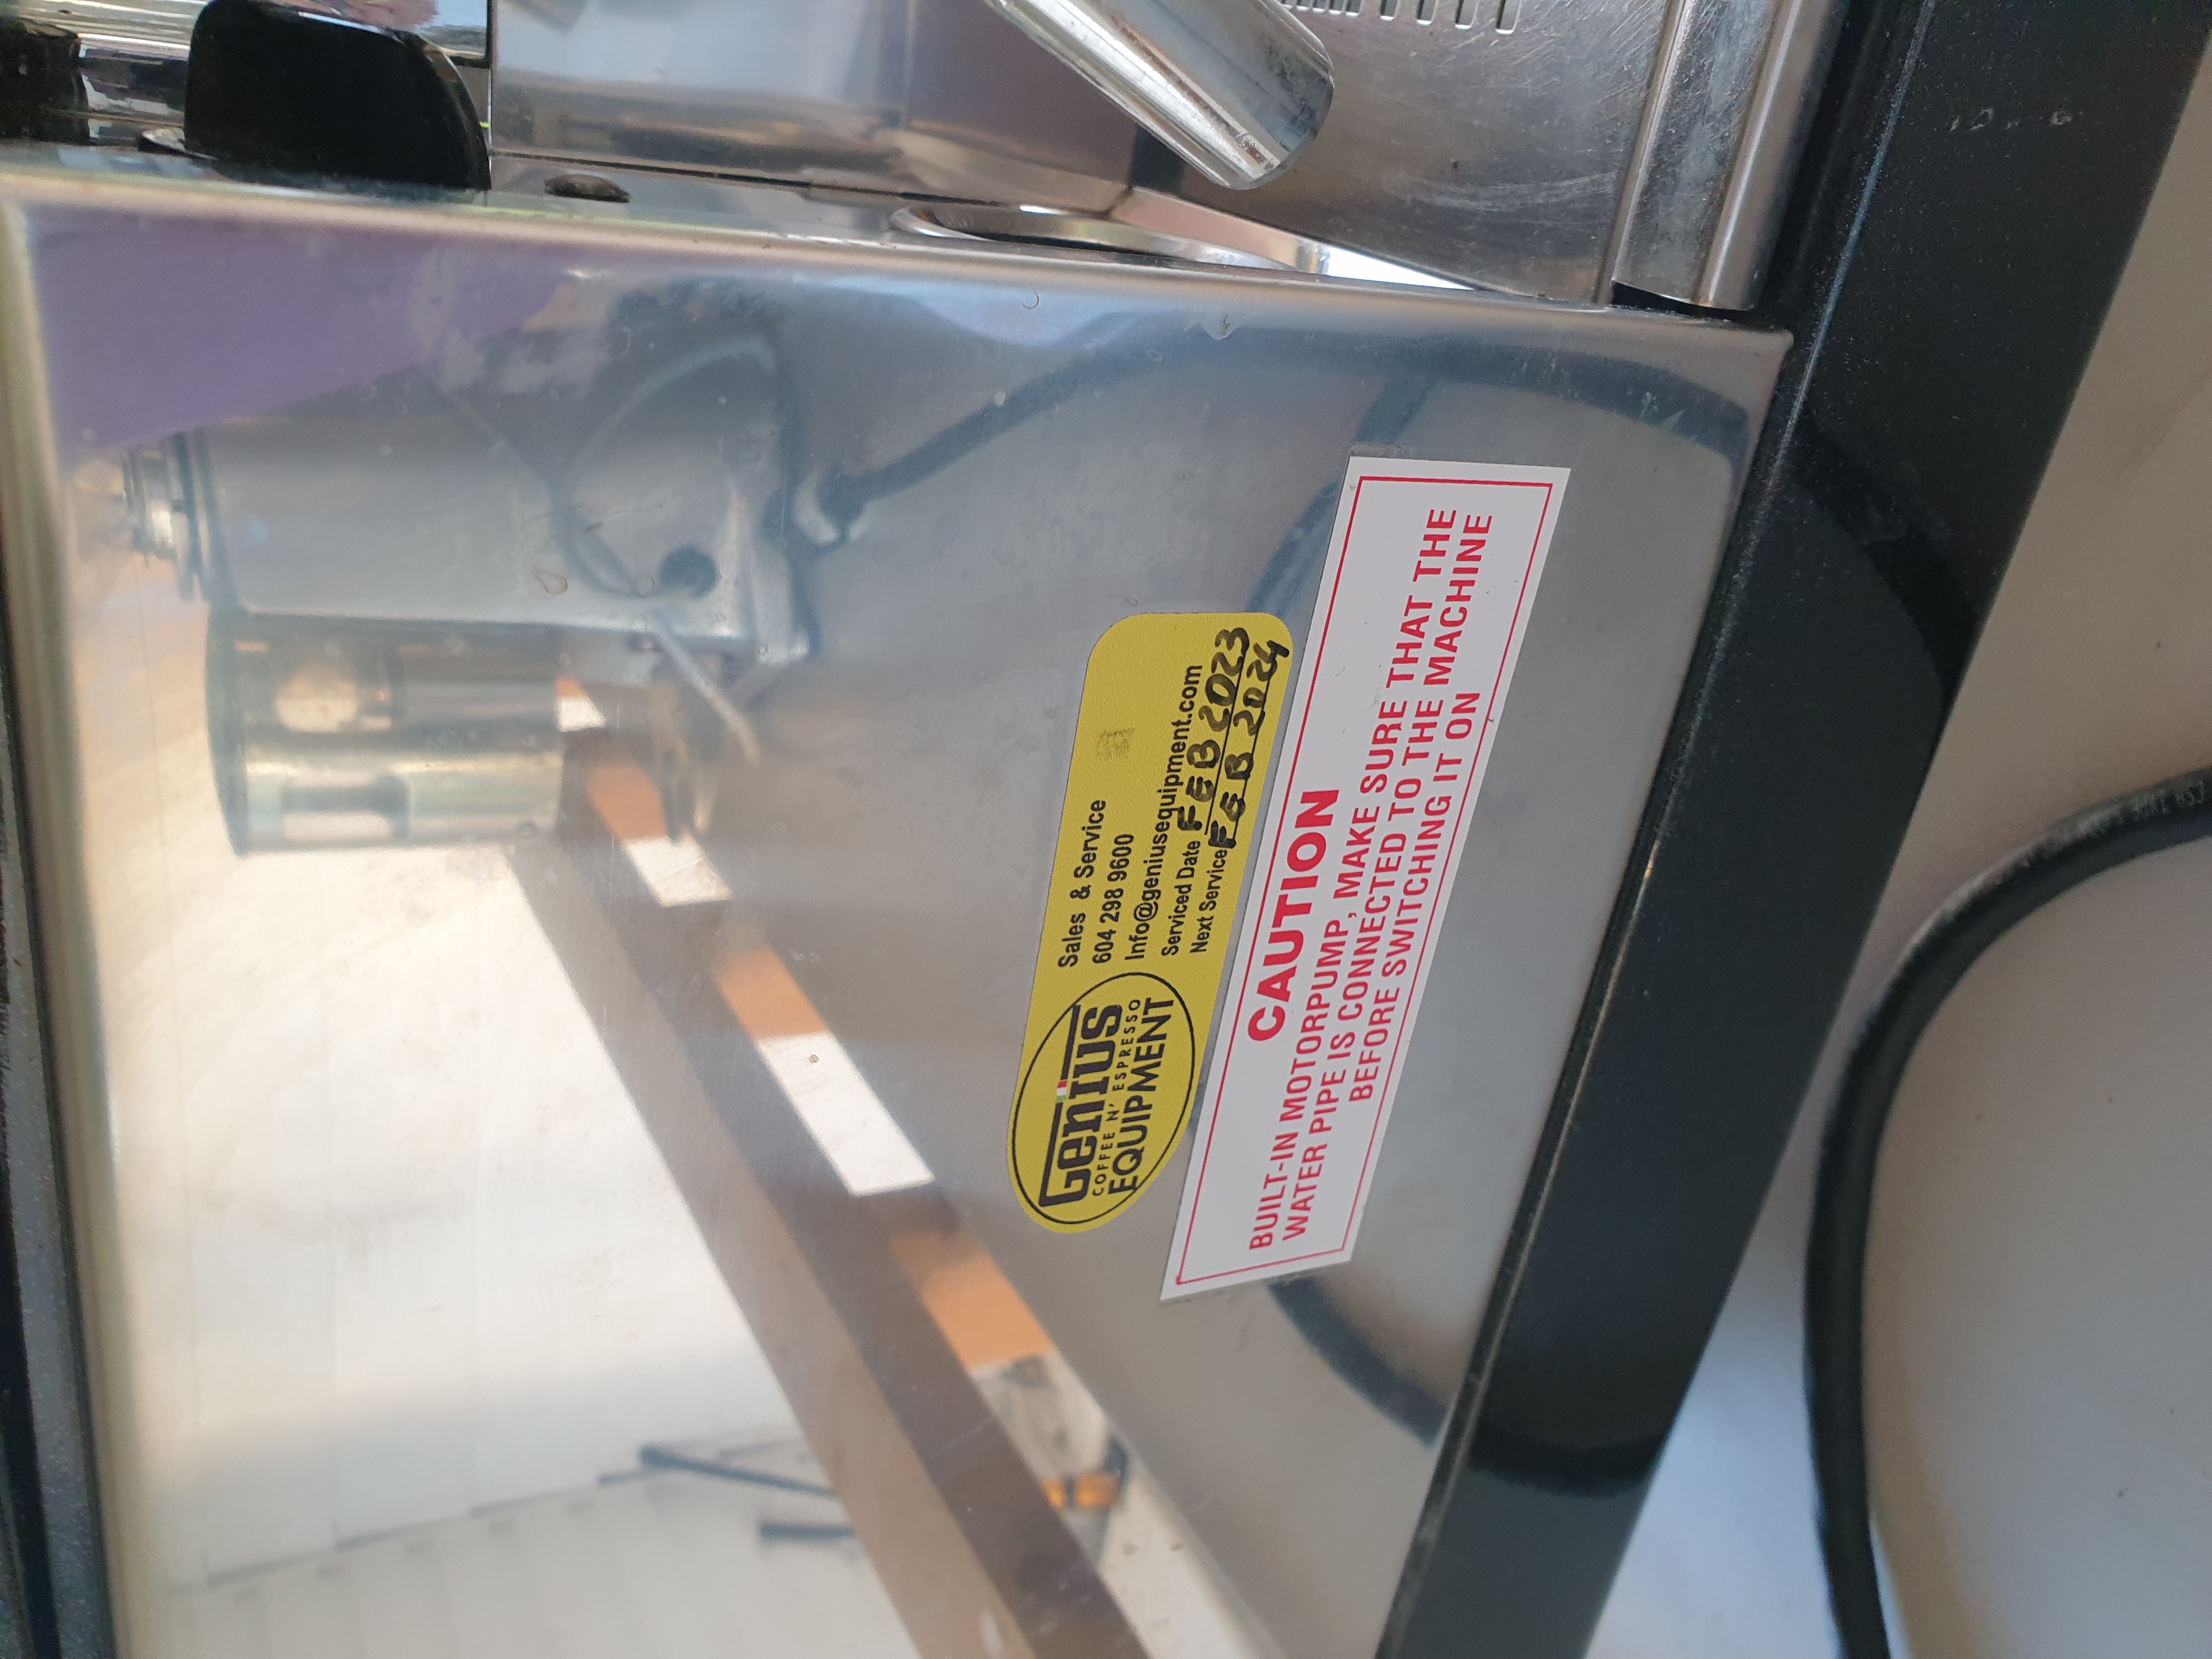 Genius
COFFEE N' ESPRESSO
EQUIPMENT
Sales & Service
604 298 9600
Info@geniusequipment.com
Serviced Date FEB 2023
Next Service FEB 2024
CAUTION
BUILT-IN MOTORPUMP, MAKE SURE THAT THE
WATER PIPE IS CONNECTED TO THE MACHINE
BEFORE SWITCHING IT ON